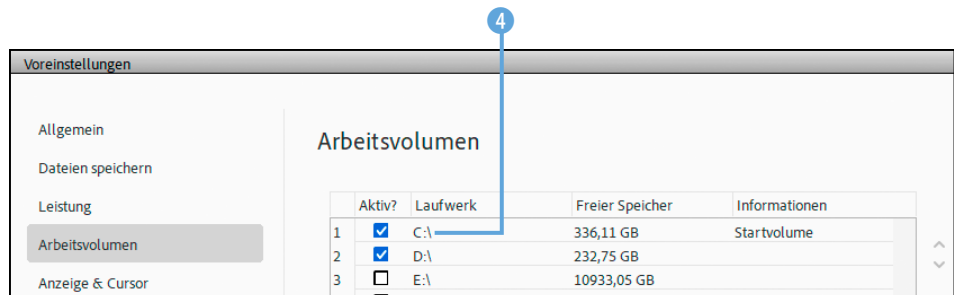 4
Voreinstellungen
Allgemein
Dateien speichern
Leistung
Arbeitsvolumen
Anzeige & Cursor
Arbeitsvolumen
Aktiv? Laufwerk Freier Speicher Informationen
1 C:\ 336,11 GB Startvolume
2 D:\ 232,75 GB
3 E:\ 10933,05 GB